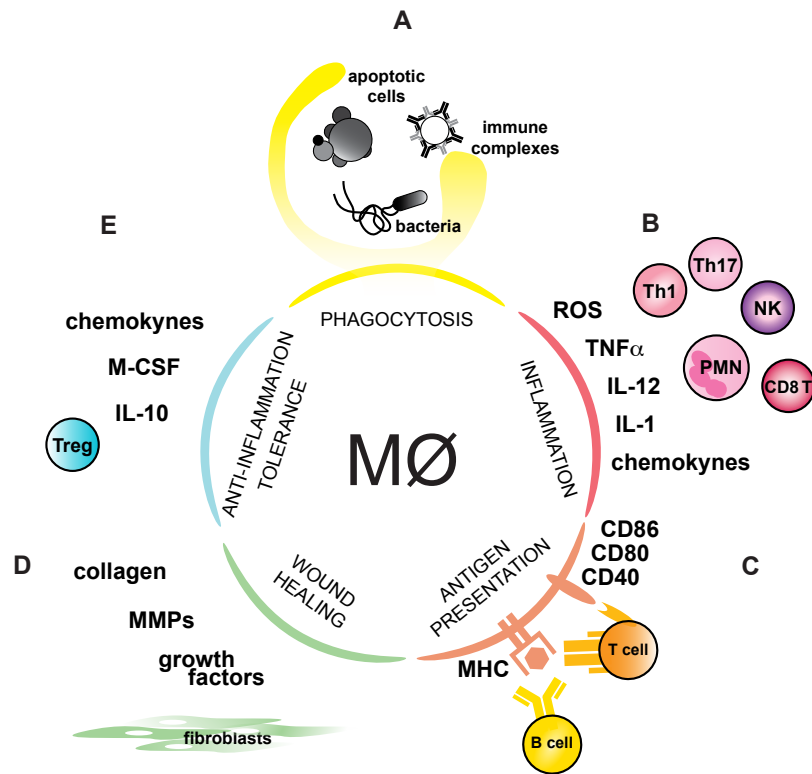 A
apoptotic
cells
immune
complexes
bacteria
PHAGOCYTOSIS
B
Th17
Th1
NK
PMN
CD8 T
ROS
TNFα
IL-12
IL-1
chemokynes
INFLAMMATION
C
CD86
CD80
CD40
ANTIGEN
PRESENTATION
MHC
T cell
B cell
D
collagen
MMPs
growth
factors
fibroblasts
WOUND
HEALING
E
chemokynes
M-CSF
IL-10
Treg
ANTI-INFLAMMATION
TOLERANCE
MØ